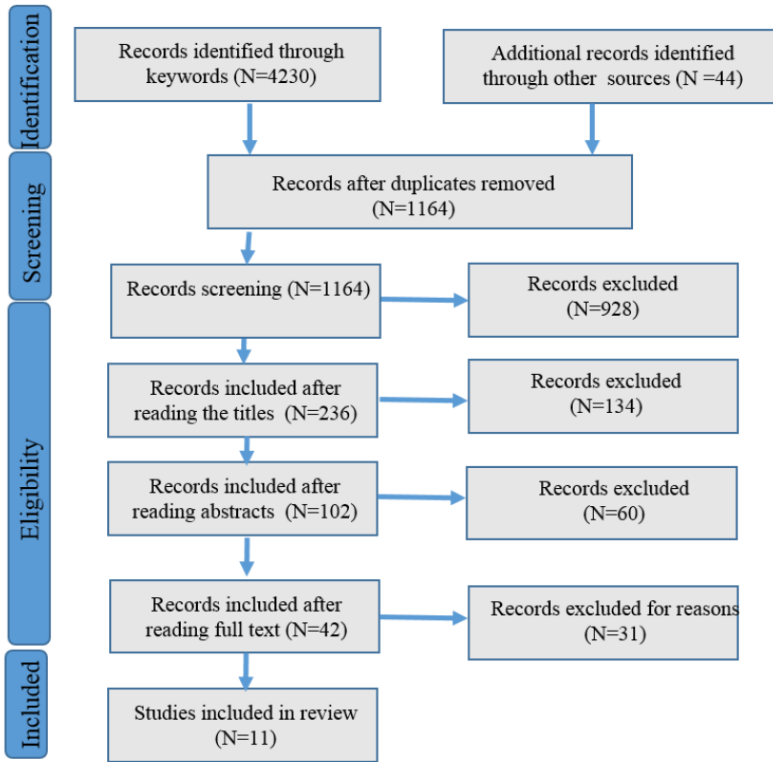 Identification
Records identified through
keywords (N=4230)
Additional records identified
through other  sources (N =44)
Screening
Records after duplicates removed
(N=1164)
Records screening (N=1164)
Records excluded
(N=928)
Eligibility
Records included after
reading the titles  (N=236)
Records excluded
(N=134)
Records included after
reading abstracts  (N=102)
Records excluded
(N=60)
Records included after
reading full text (N=42)
Records excluded for reasons
(N=31)
Included
Studies included in review
(N=11)